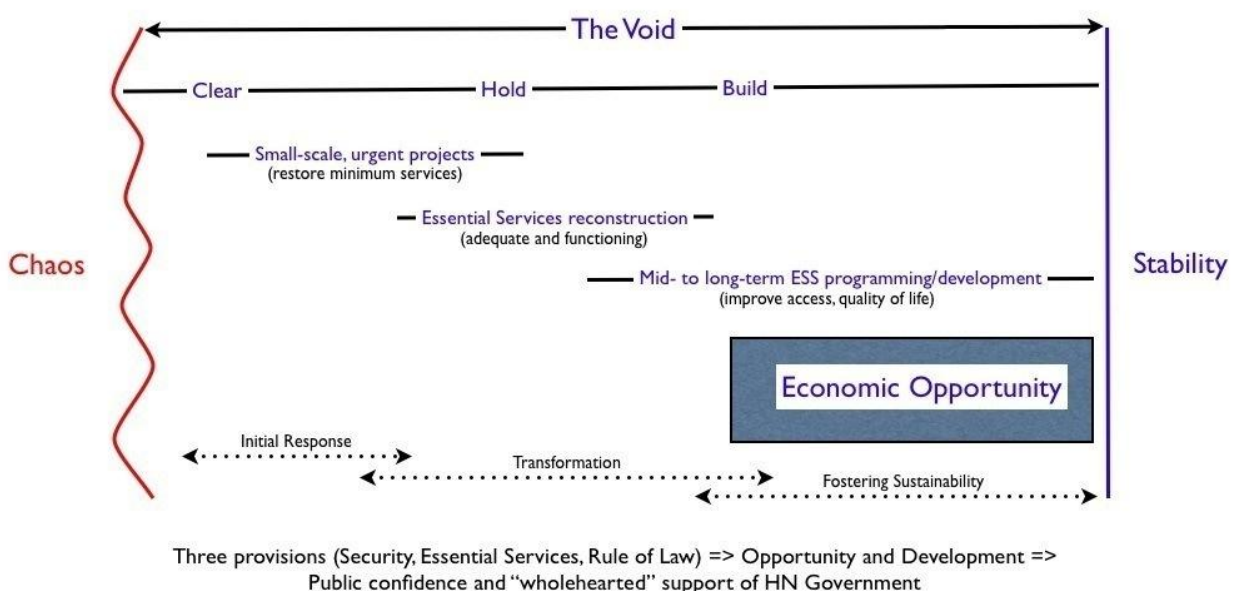 The Void
Clear
Hold
Build
Small-scale, urgent projects
(restore minimum services)
Essential Services reconstruction
(adequate and functioning)
Chaos
Stability
Mid- to long-term ESS programming/development
(improve access, quality of life)
Economic Opportunity
Initial Response
Transformation
Fostering Sustainability
Three provisions (Security, Essential Services, Rule of Law) => Opportunity and Development =>
Public confidence and “wholehearted” support of HN Government